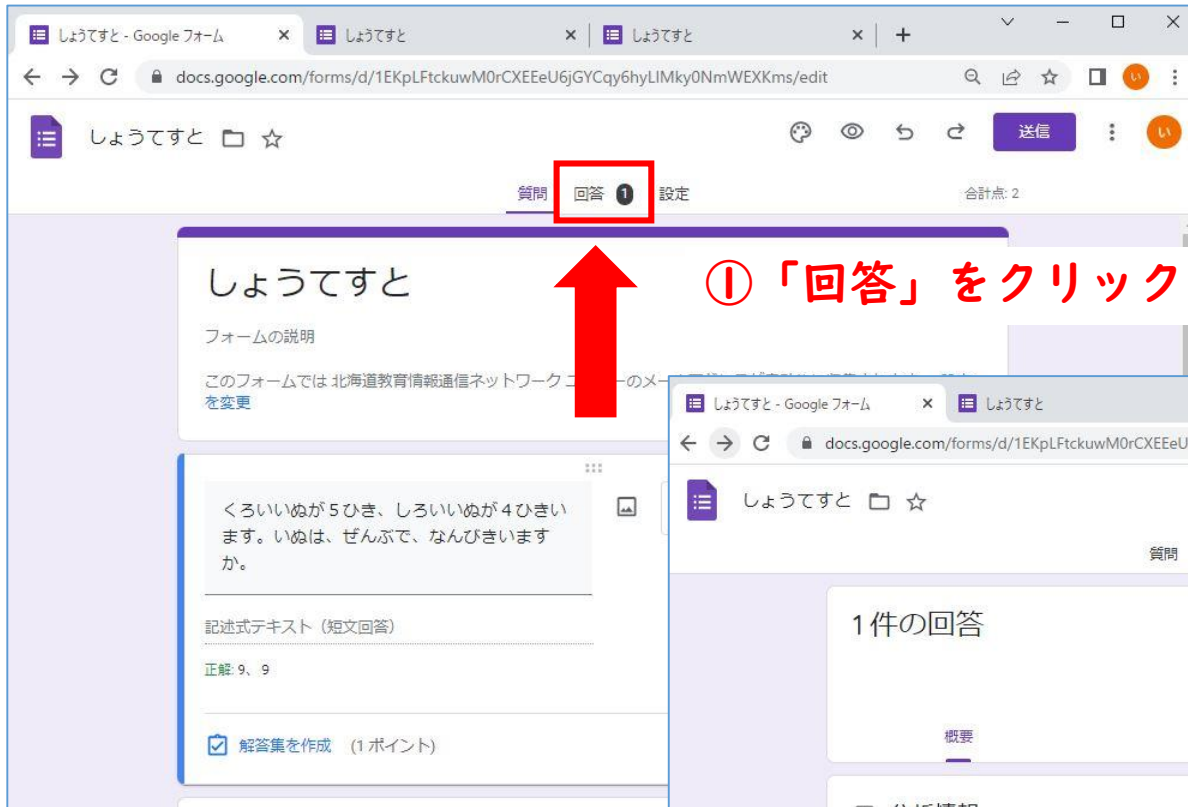 しょうてすと - Google フォーム
しょうてすと
しょうてすと
docs.google.com/forms/d/1EKpLFtckuwM0rCXEEeU6jGYCqy6hyLIMky0NmWEXKms/edit
い
しょうてすと
送信
い
質問 回答 1 設定
合計点: 2
①「回答」をクリック
しょうてすと
フォームの説明
このフォームでは 北海道教育情報通信ネットワーク
を変更
くろいいぬが5ひき、しろいいぬが4ひきい
ます。いぬは、ぜんぶで、なんびきいます
か。
記述式テキスト（短文回答）
正解: 9、９
解答集を作成 (1 ポイント)
しょうてすと - Google フォーム
しょうてすと
docs.google.com/forms/d/1EKpLFtckuwM0rCXEEeU
しょうてすと
質問
1 件の回答
概要